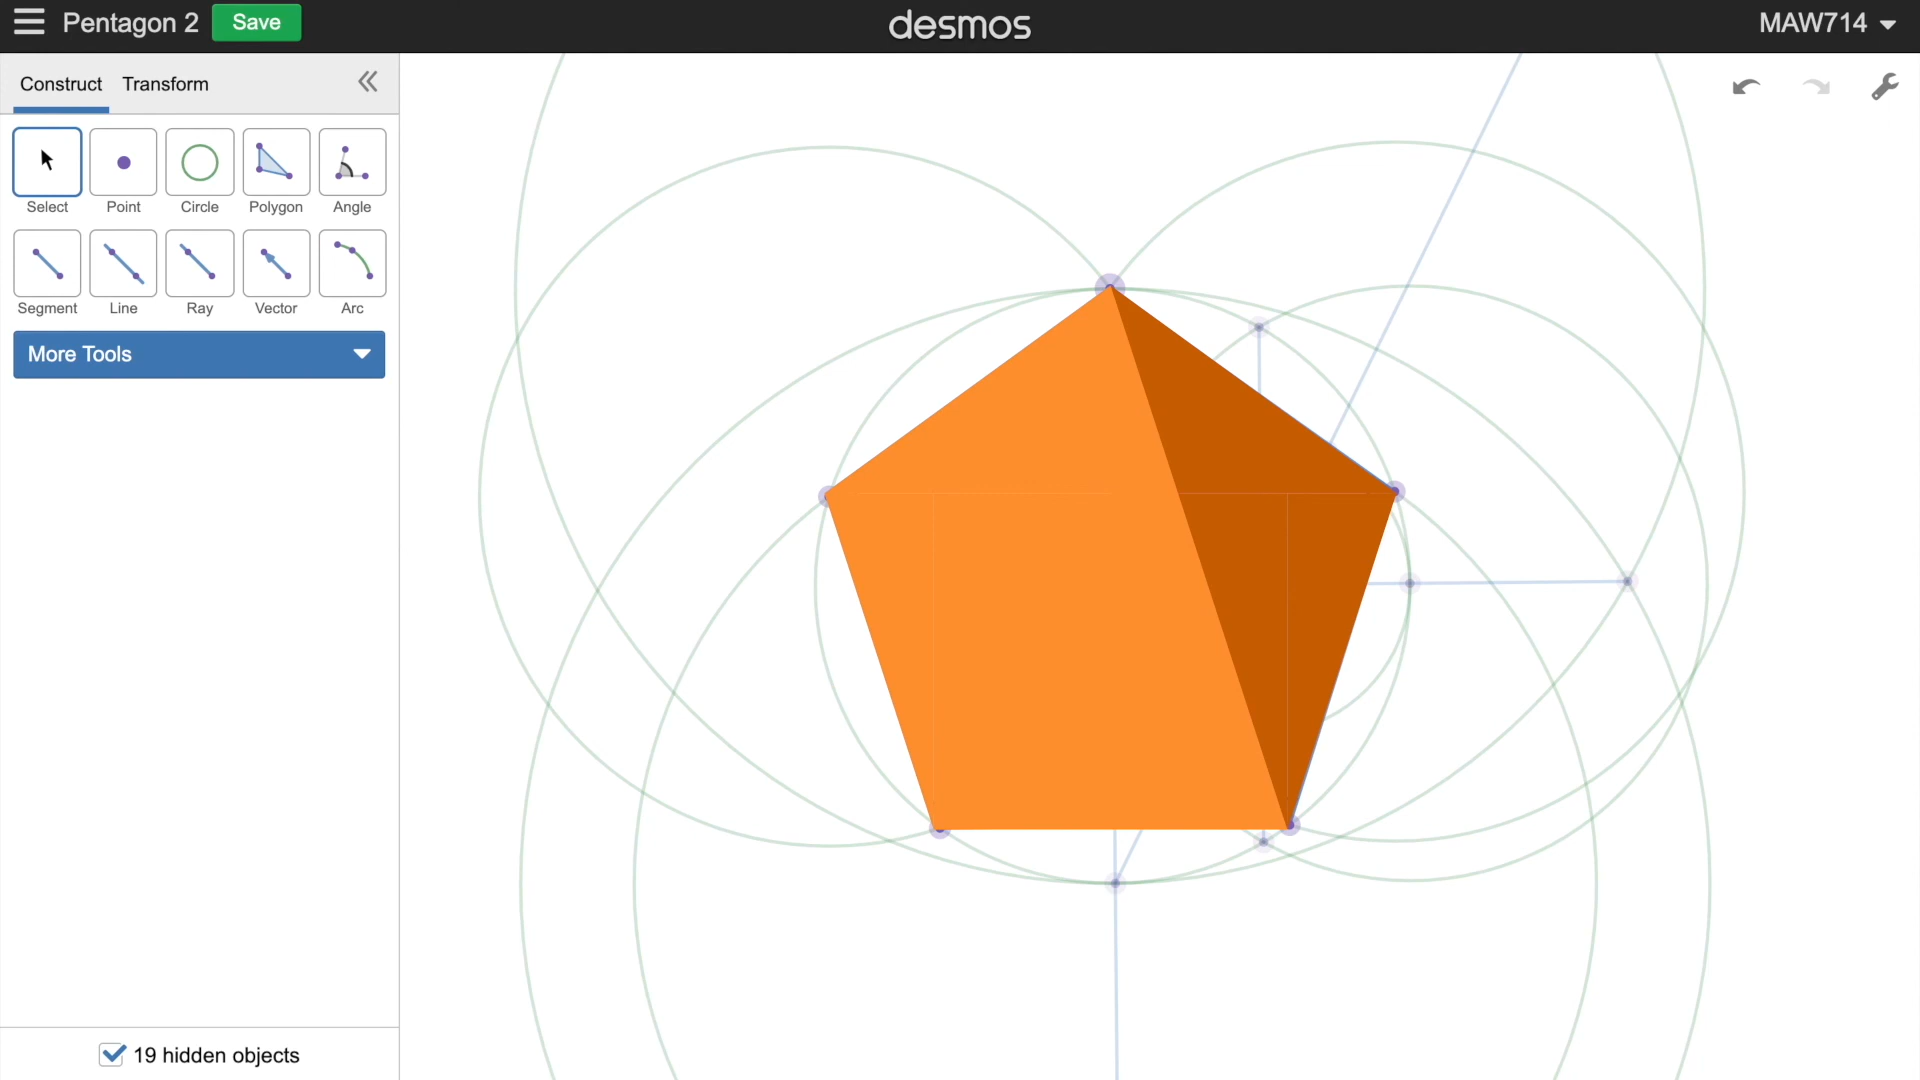 Pentagon 2
Save
desmos
MAW714
Construct
Transform
Select
Point
Circle
Polygon
Angle
Segment
Line
Ray
Vector
Arc
More Tools
19 hidden objects